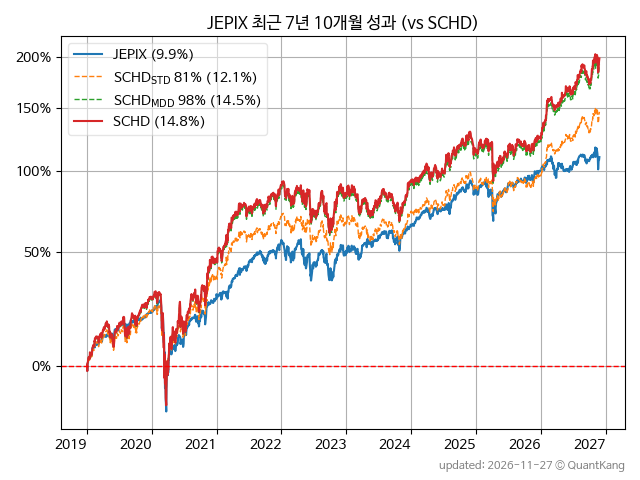 JEPIX 최근 7년 10개월 성과 (vs SCHD)
JEPIX (9.9%)
SCHD_STD 81% (12.1%)
SCHD_MDD 98% (14.5%)
SCHD (14.8%)
200%
150%
100%
50%
0%
2019 2020 2021 2022 2023 2024 2025 2026 2027
updated: 2026-11-27 © QuantKang